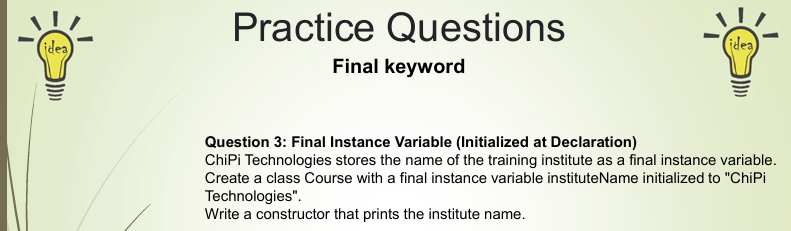 Practice Questions
idea
idea
Final keyword
Question 3: Final Instance Variable (Initialized at Declaration)
ChiPi Technologies stores the name of the training institute as a final instance variable.
Create a class Course with a final instance variable instituteName initialized to "ChiPi
Technologies".
Write a constructor that prints the institute name.